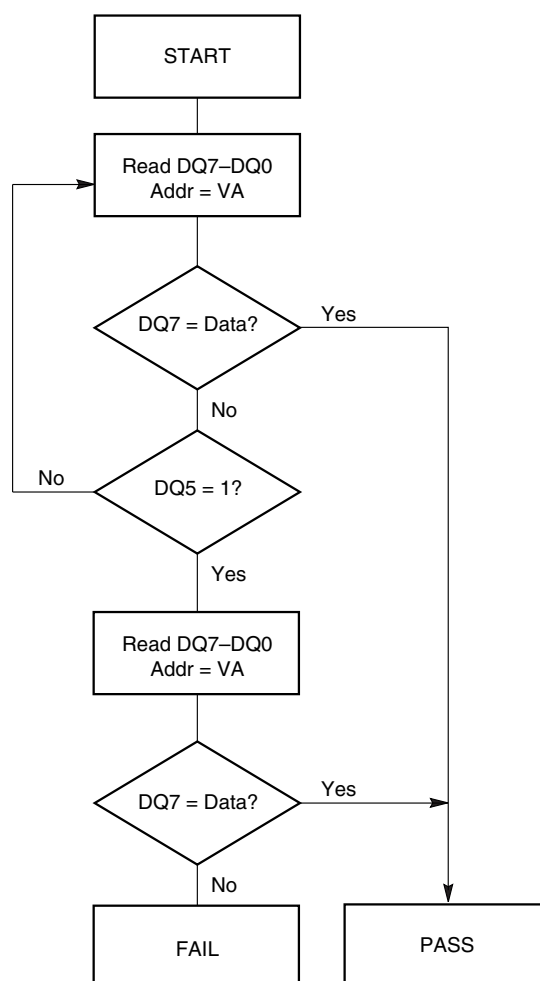 START
Read DQ7–DQ0
Addr = VA
DQ7 = Data?
Yes
No
DQ5 = 1?
No
Yes
Read DQ7–DQ0
Addr = VA
DQ7 = Data?
Yes
No
FAIL
PASS